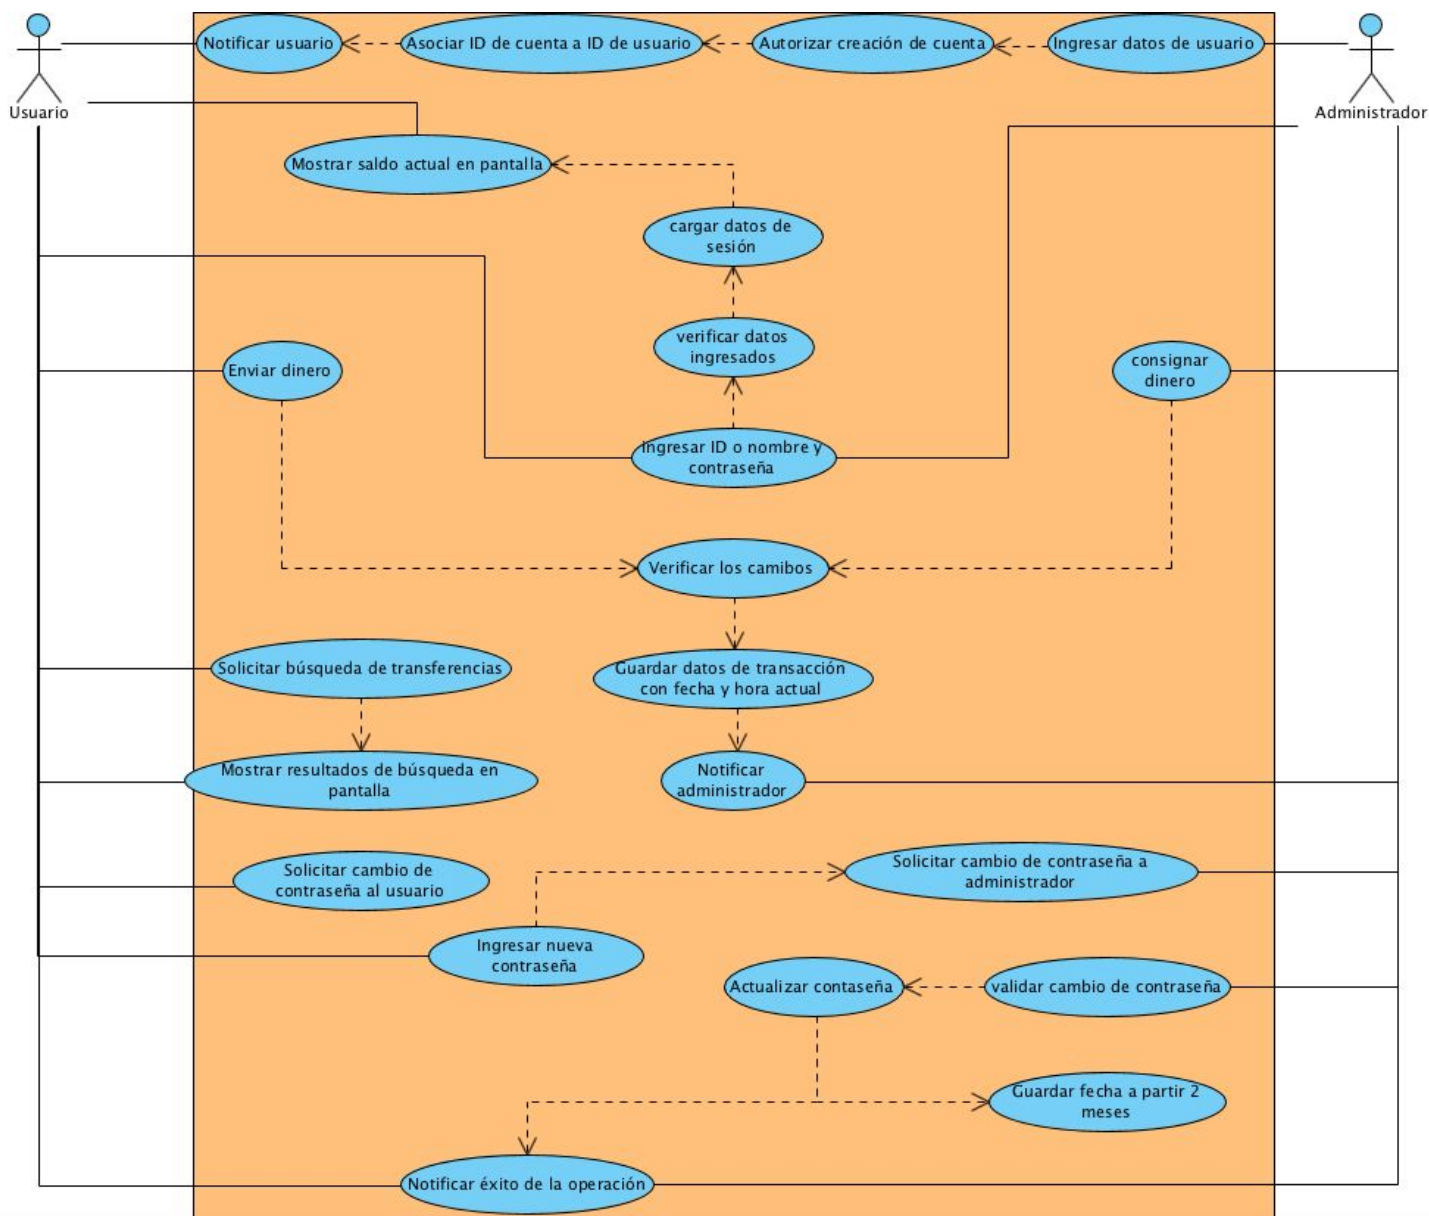 Notificar usuario
Asociar ID de cuenta a ID de usuario
Autorizar creación de cuenta
Ingresar datos de usuario
Usuario
Administrador
Mostrar saldo actual en pantalla
cargar datos de
sesión
verificar datos
ingresados
Enviar dinero
consignar
dinero
Ingresar ID o nombre y
contraseña
Verificar los camibos
Solicitar búsqueda de transferencias
Guardar datos de transacción
con fecha y hora actual
Mostrar resultados de búsqueda en
pantalla
Notificar
administrador
Solicitar cambio de
contraseña al usuario
Solicitar cambio de contraseña a
administrador
Ingresar nueva
contraseña
Actualizar contaseña
validar cambio de contraseña
Guardar fecha a partir 2
meses
Notificar éxito de la operación